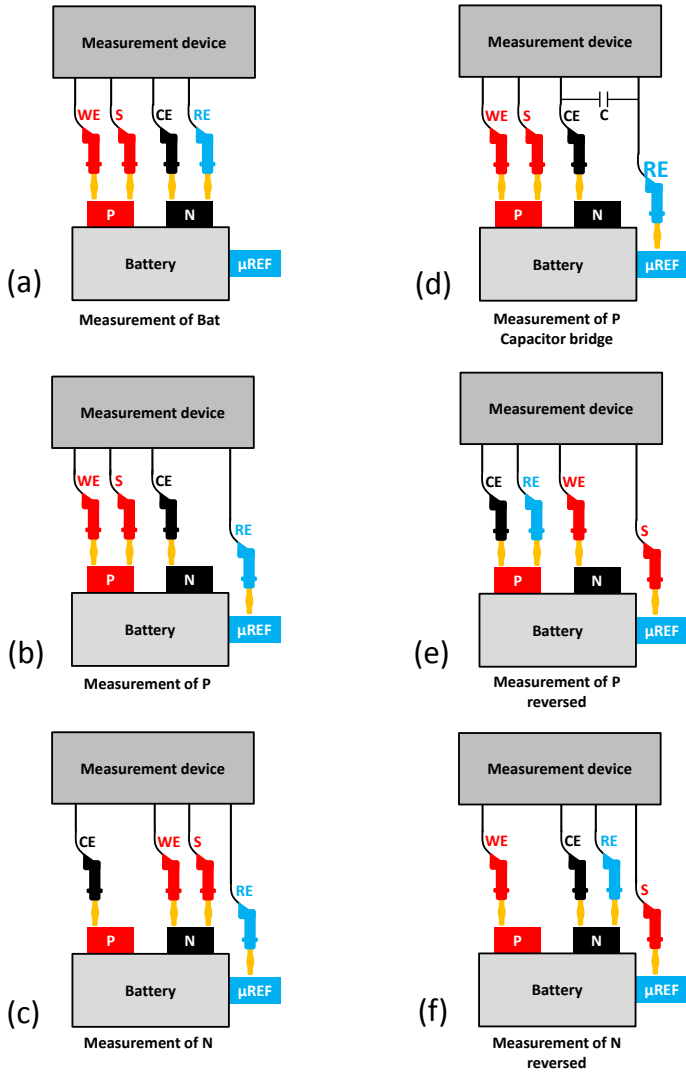 Measurement device
WE S CE RE
P N
Battery µREF
(a)
Measurement of Bat
Measurement device
WE S CE C
RE
P N
Battery µREF
(d)
Measurement of P
Capacitor bridge
Measurement device
WE S CE
RE
P N
Battery µREF
(b)
Measurement of P
Measurement device
CE RE WE
S
P N
Battery µREF
(e)
Measurement of P
reversed
Measurement device
CE WE S
RE
P N
Battery µREF
(c)
Measurement of N
Measurement device
WE CE RE
S
P N
Battery µREF
(f)
Measurement of N
reversed